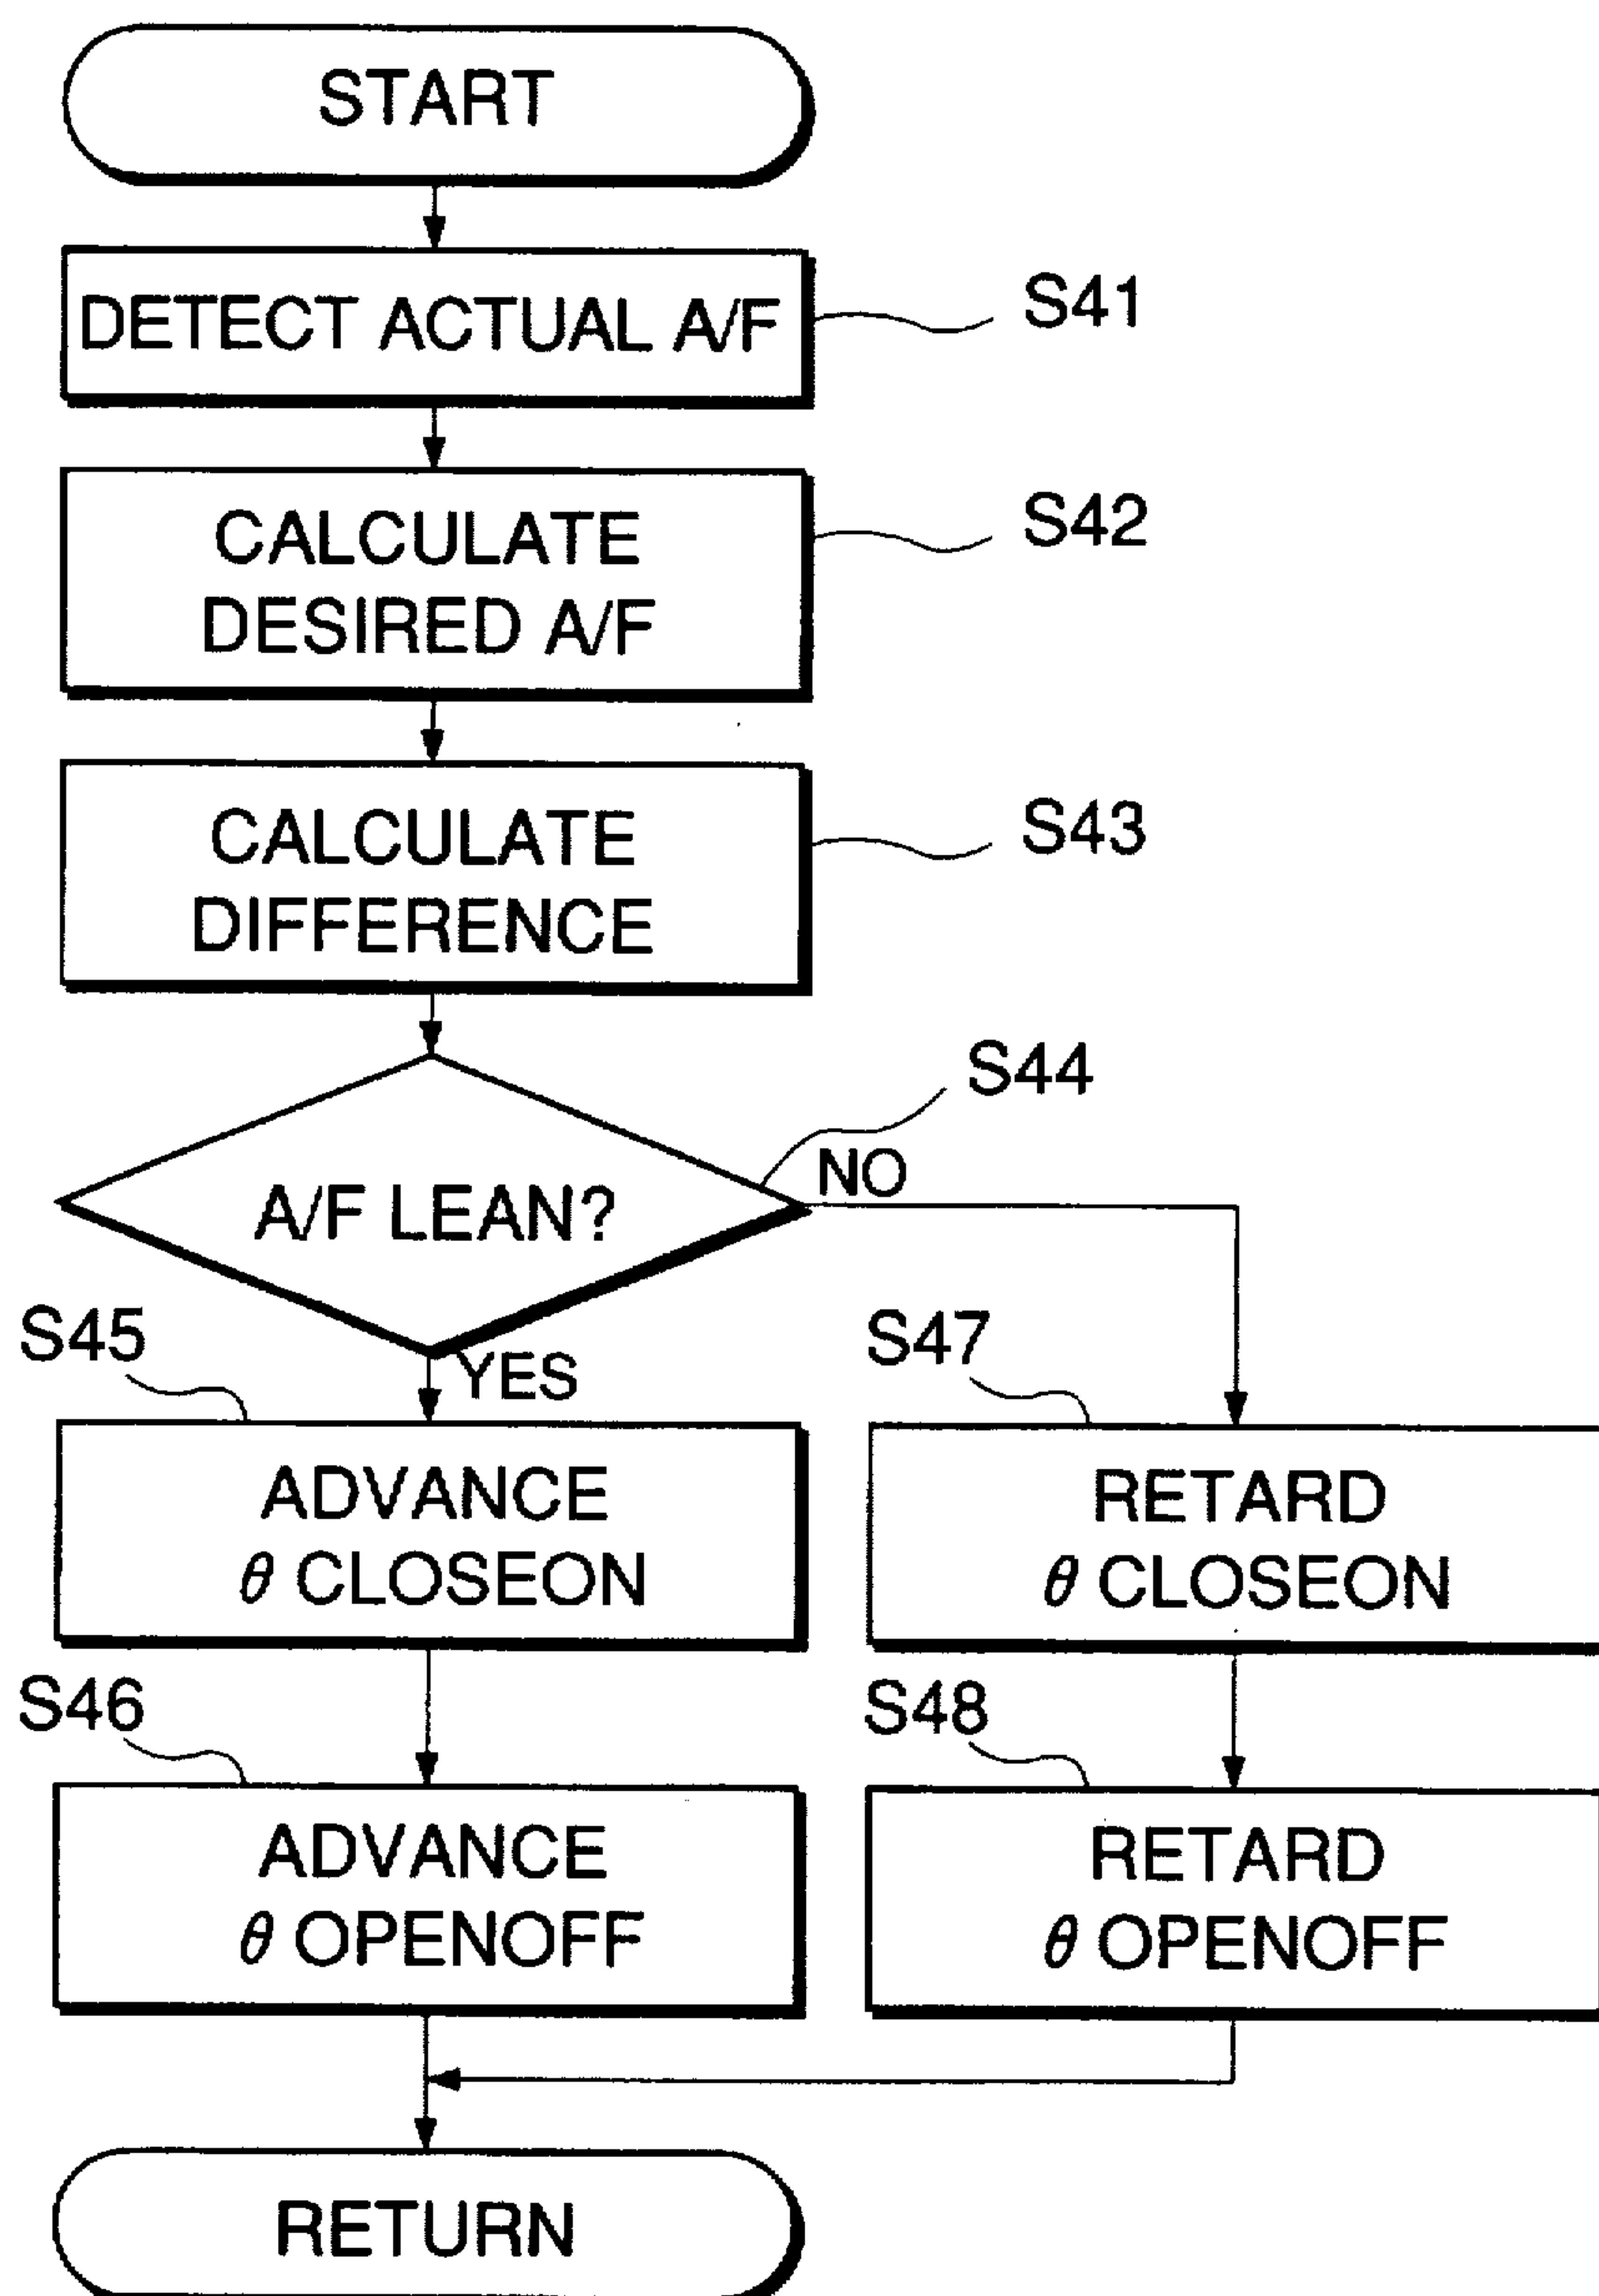 START
DETECT ACTUAL A/F
S41
CALCULATE
DESIRED A/F
S42
CALCULATE
DIFFERENCE
S43
S44
A/F LEAN?
NO
YES
S45
ADVANCE
θ CLOSEON
S47
RETARD
θ CLOSEON
S46
ADVANCE
θ OPENOFF
S48
RETARD
θ OPENOFF
RETURN